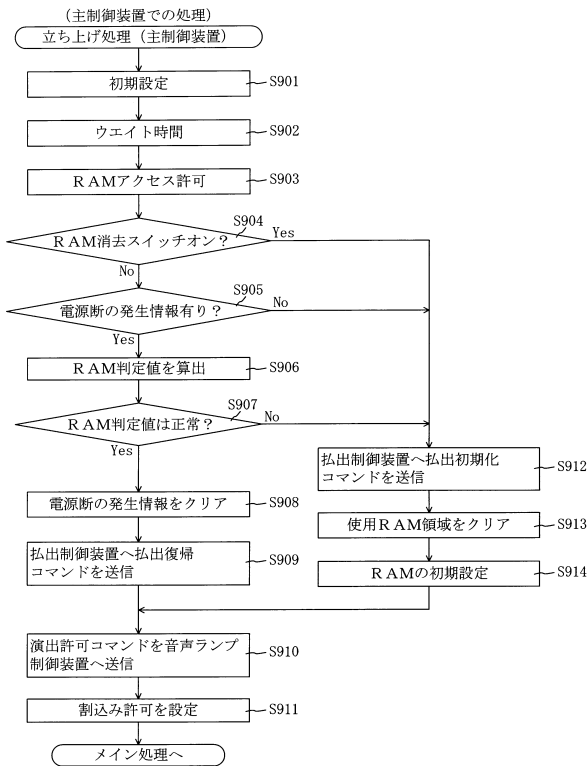 (主制御装置での処理)
立ち上げ処理(主制御装置)
初期設定
S901
ウエイト時間
S902
RAMアクセス許可
S903
S904
RAM消去スイッチオン?
Yes
No
S905
電源断の発生情報有り?
No
Yes
RAM判定値を算出
S906
S907
RAM判定値は正常?
No
Yes
払出制御装置へ払出初期化
コマンドを送信
S912
電源断の発生情報をクリア
S908
使用RAM領域をクリア
S913
払出制御装置へ払出復帰
コマンドを送信
S909
RAMの初期設定
S914
演出許可コマンドを音声ランプ
制御装置へ送信
S910
割込み許可を設定
S911
メイン処理へ